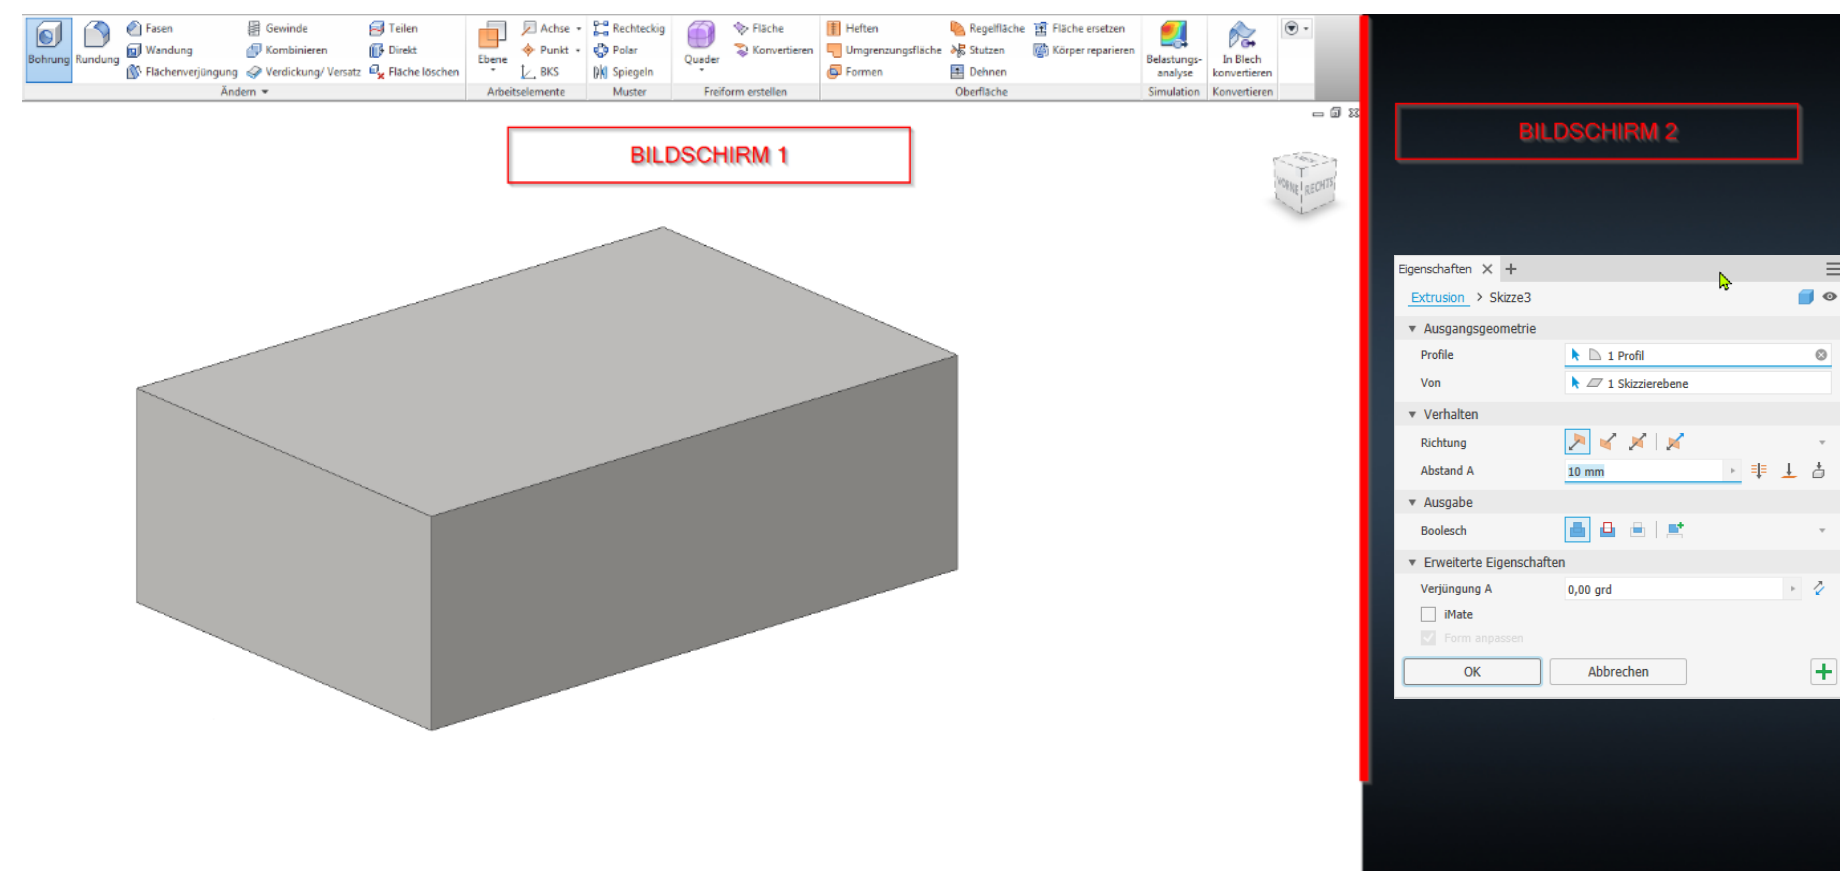 Bohrung
Rundung
Fasen
Wandung
Flächenverjüngung
Gewinde
Kombinieren
Verdickung/ Versatz
Teilen
Direkt
Fläche löschen
Ändern
Ebene
Achse
Punkt
BKS
Arbeitselemente
Rechteckig
Polar
Spiegeln
Muster
Quader
Fläche
Konvertieren
Freiform erstellen
Heften
Umgrenzungsfläche
Formen
Regelfläche
Stutzen
Dehnen
Fläche ersetzen
Körper reparieren
Oberfläche
Belastungs-
analyse
Simulation
In Blech
konvertieren
Konvertieren
BILDSCHIRM 1
VORNE
RECHTS
BILDSCHIRM 2
Eigenschaften
Extrusion > Skizze3
Ausgangsgeometrie
Profile 1 Profil
Von 1 Skizzierebene
Verhalten
Richtung
Abstand A 10 mm
Ausgabe
Boolesch
Erweiterte Eigenschaften
Verjüngung A 0,00 grd
iMate
Form anpassen
OK Abbrechen